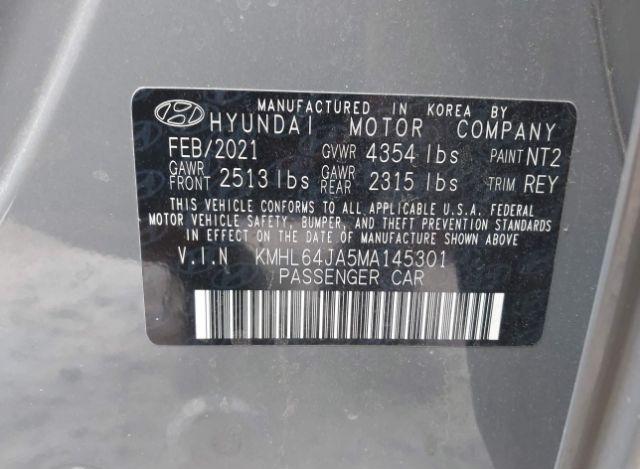 MANUFACTURED IN KOREA BY
HYUNDAI MOTOR COMPANY
FEB/2021 GVWR 4354 lbs PAINT NT2
GAWR FRONT 2513 lbs GAWR REAR 2315 lbs TRIM REY
THIS VEHICLE CONFORMS TO ALL APPLICABLE U.S.A. FEDERAL
MOTOR VEHICLE SAFETY, BUMPER, AND THEFT PREVENTION STANDARDS
IN EFFECT ON THE DATE OF MANUFACTURE SHOWN ABOVE.
V.I.N KMHL64JA5MA145301
PASSENGER CAR